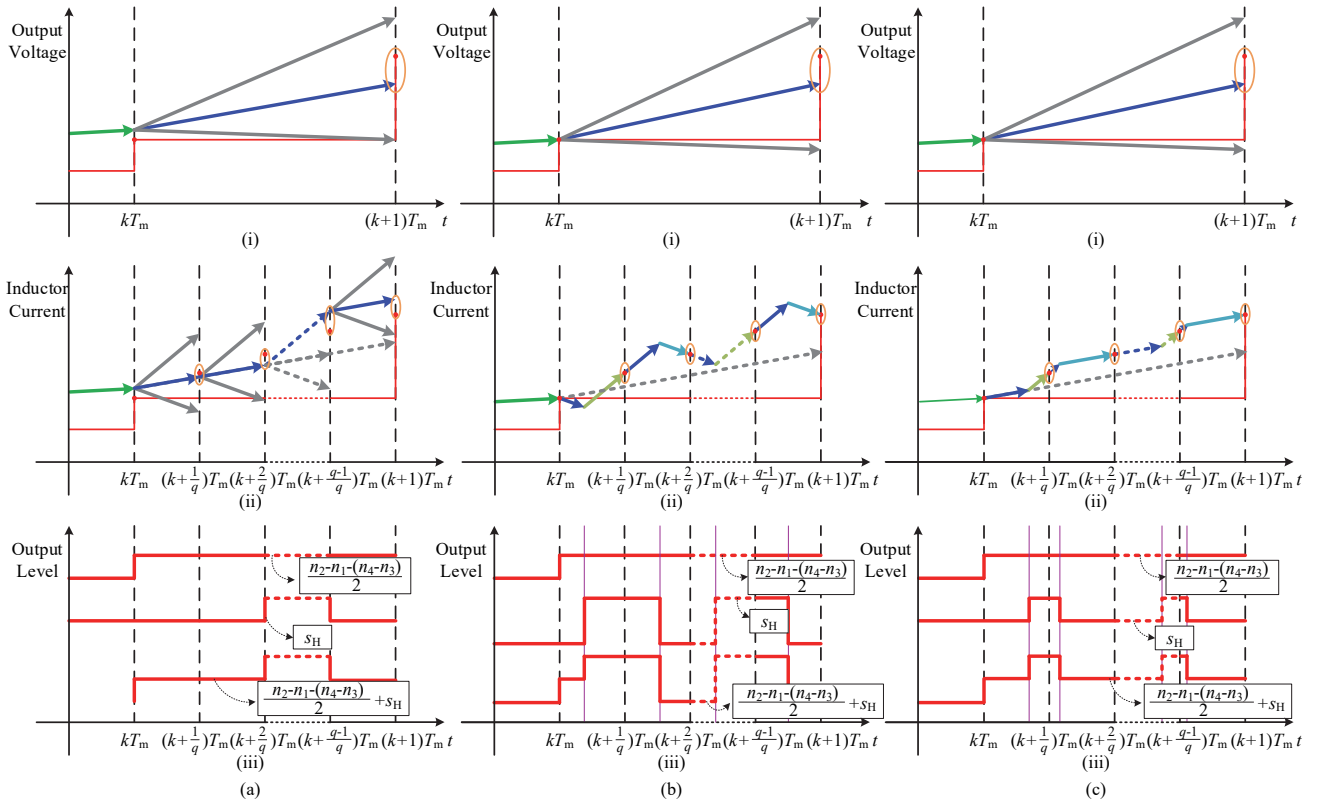 Output Voltage
kTm
(k+1)Tm t
(i)
Output Voltage
kTm
(k+1)Tm t
(i)
Output Voltage
kTm
(k+1)Tm t
(i)
Inductor Current
kTm (k+1/q)Tm (k+2/q)Tm (k+q-1/q)Tm (k+1)Tm t
(ii)
Inductor Current
kTm (k+1/q)Tm (k+2/q)Tm (k+q-1/q)Tm (k+1)Tm t
(ii)
Inductor Current
kTm (k+1/q)Tm (k+2/q)Tm (k+q-1/q)Tm (k+1)Tm t
(ii)
Output Level
n2-n1-(n4-n3)/2
sH
n2-n1-(n4-n3)/2 +sH
kTm (k+1/q)Tm (k+2/q)Tm (k+q-1/q)Tm (k+1)Tm t
(iii)
(a)
Output Level
n2-n1-(n4-n3)/2
sH
n2-n1-(n4-n3)/2 +sH
kTm (k+1/q)Tm (k+2/q)Tm (k+q-1/q)Tm (k+1)Tm t
(iii)
(b)
Output Level
n2-n1-(n4-n3)/2
sH
n2-n1-(n4-n3)/2 +sH
kTm (k+1/q)Tm (k+2/q)Tm (k+q-1/q)Tm (k+1)Tm t
(iii)
(c)